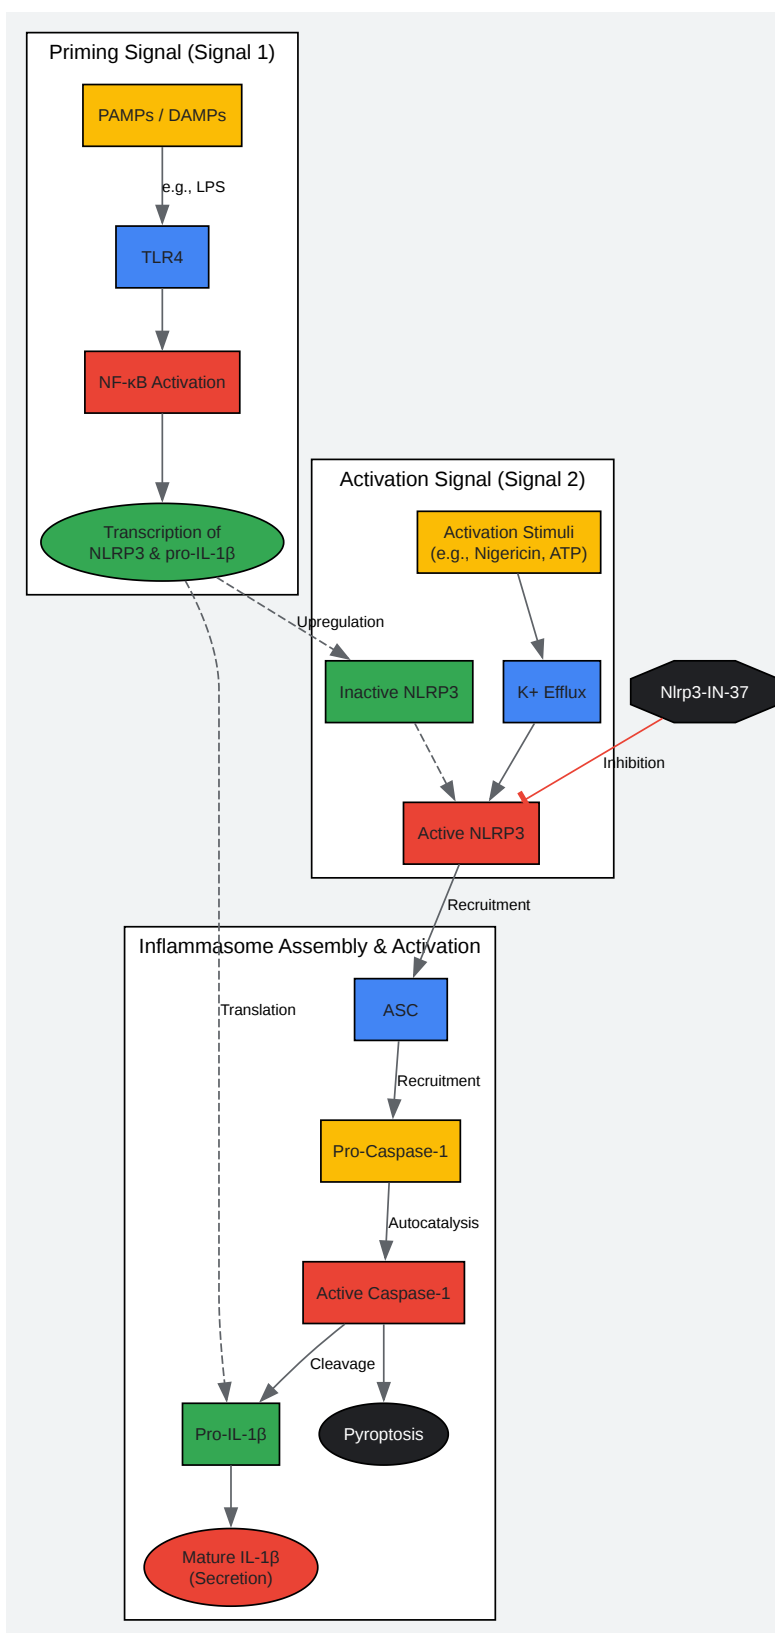 Priming Signal (Signal 1)
PAMPs / DAMPs
e.g., LPS
TLR4
NF-κB Activation
Transcription of
NLRP3 & pro-IL-1β
Activation Signal (Signal 2)
Activation Stimuli
(e.g., Nigericin, ATP)
Upregulation
Inactive NLRP3
K+ Efflux
Nlrp3-IN-37
Inhibition
Active NLRP3
Recruitment
Inflammasome Assembly & Activation
ASC
Translation
Recruitment
Pro-Caspase-1
Autocatalysis
Active Caspase-1
Cleavage
Pro-IL-1β
Pyroptosis
Mature IL-1β
(Secretion)